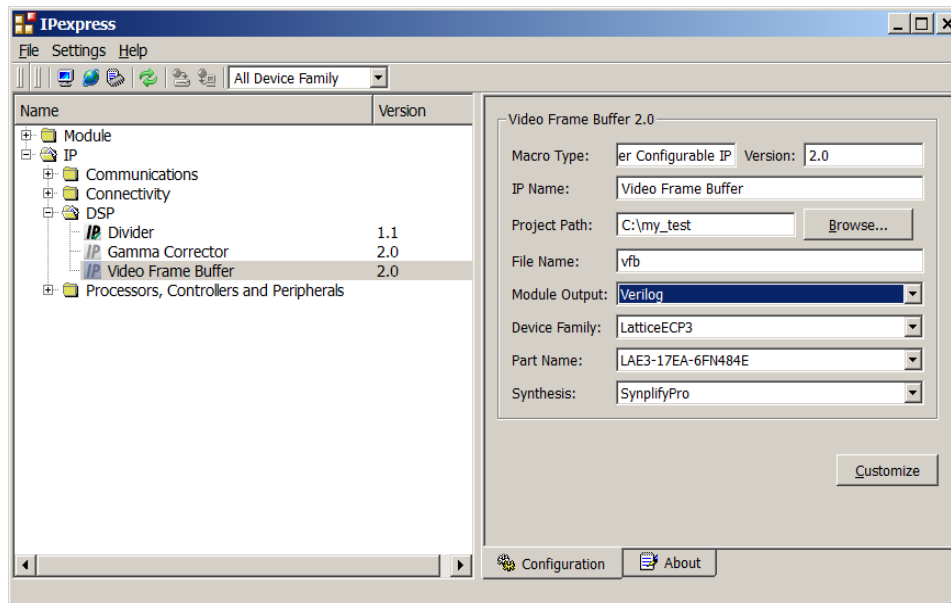 IPexpress
File Settings Help
All Device Family
Name Version
Module
IP
Communications
Connectivity
DSP
IP Divider 1.1
IP Gamma Corrector 2.0
IP Video Frame Buffer 2.0
Processors, Controllers and Peripherals
Video Frame Buffer 2.0
Macro Type: er Configurable IP Version: 2.0
IP Name: Video Frame Buffer
Project Path: C:\my_test Browse...
File Name: vfb
Module Output: Verilog
Device Family: LatticeECP3
Part Name: LAE3-17EA-6FN484E
Synthesis: SynplifyPro
Customize
Configuration About